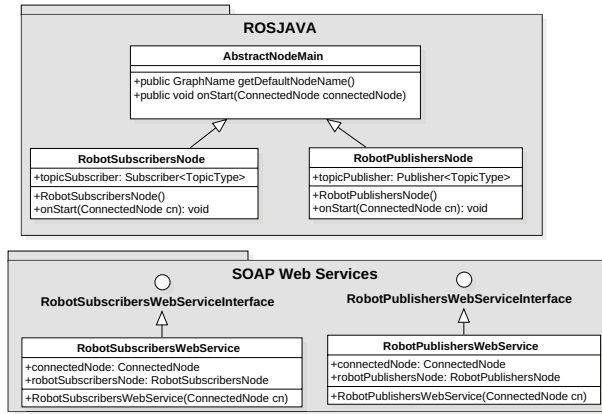 ROSJAVA
AbstractNodeMain
+public GraphName getDefaultNodeName()
+public void onStart(ConnectedNode connectedNode)
RobotSubscribersNode
+topicSubscriber: Subscriber<TopicType>
+RobotSubscribersNode()
+onStart(ConnectedNode cn): void
RobotPublishersNode
+topicPublisher: Publisher<TopicType>
+RobotPublishersNode()
+onStart(ConnectedNode cn): void
SOAP Web Services
RobotSubscribersWebServiceInterface
RobotPublishersWebServiceInterface
RobotSubscribersWebService
+connectedNode: ConnectedNode
+robotSubscribersNode: RobotSubscribersNode
+RobotSubscribersWebService(ConnectedNode cn)
RobotPublishersWebService
+connectedNode: ConnectedNode
+robotPublishersNode: RobotPublishersNode
+RobotPublishersWebService(ConnectedNode cn)